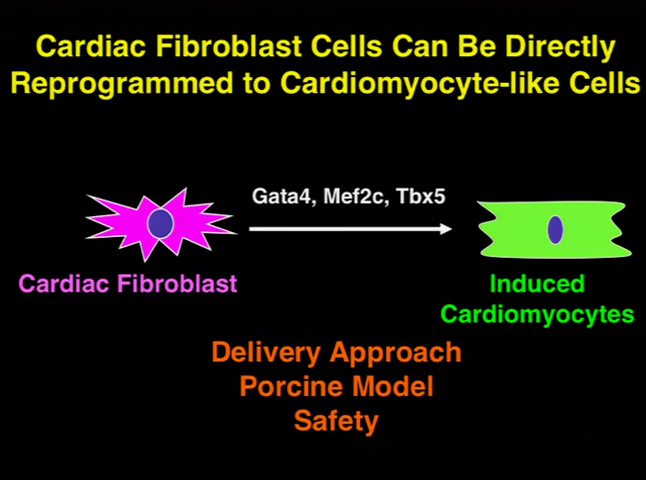 Cardiac Fibroblast Cells Can Be Directly
Reprogrammed to Cardiomyocyte-like Cells
Gata4, Mef2c, Tbx5
Cardiac Fibroblast
Induced
Cardiomyocytes
Delivery Approach
Porcine Model
Safety